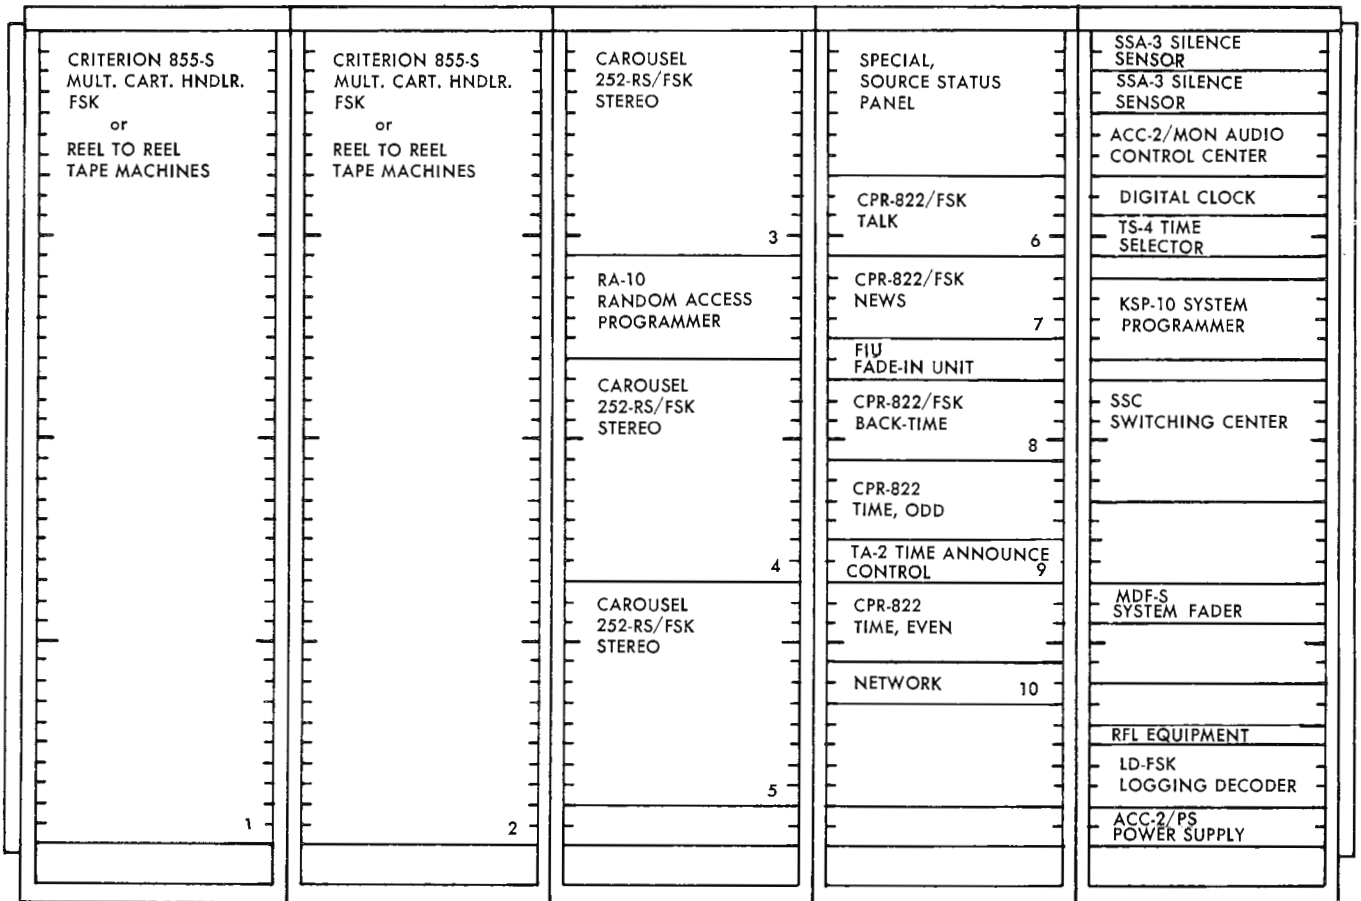 CRITERION 855-S
MULT. CART. HNDLR.
FSK
or
REEL TO REEL
TAPE MACHINES
1
CRITERION 855-S
MULT. CART. HNDLR.
FSK
or
REEL TO REEL
TAPE MACHINES
2
CAROUSEL
252-RS/FSK
STEREO
3
RA-10
RANDOM ACCESS
PROGRAMMER
CAROUSEL
252-RS/FSK
STEREO
4
CAROUSEL
252-RS/FSK
STEREO
5
SPECIAL,
SOURCE STATUS
PANEL
CPR-822/FSK
TALK
6
CPR-822/FSK
NEWS
7
FIU
FADE-IN UNIT
CPR-822/FSK
BACK-TIME
8
CPR-822
TIME, ODD
TA-2 TIME ANNOUNCE
CONTROL 9
CPR-822
TIME, EVEN
NETWORK 10
SSA-3 SILENCE
SENSOR
SSA-3 SILENCE
SENSOR
ACC-2/MON AUDIO
CONTROL CENTER
DIGITAL CLOCK
TS-4 TIME
SELECTOR
KSP-10 SYSTEM
PROGRAMMER
SSC
SWITCHING CENTER
MDF-S
SYSTEM FADER
RFL EQUIPMENT
LD-FSK
LOGGING DECODER
ACC-2/PS
POWER SUPPLY